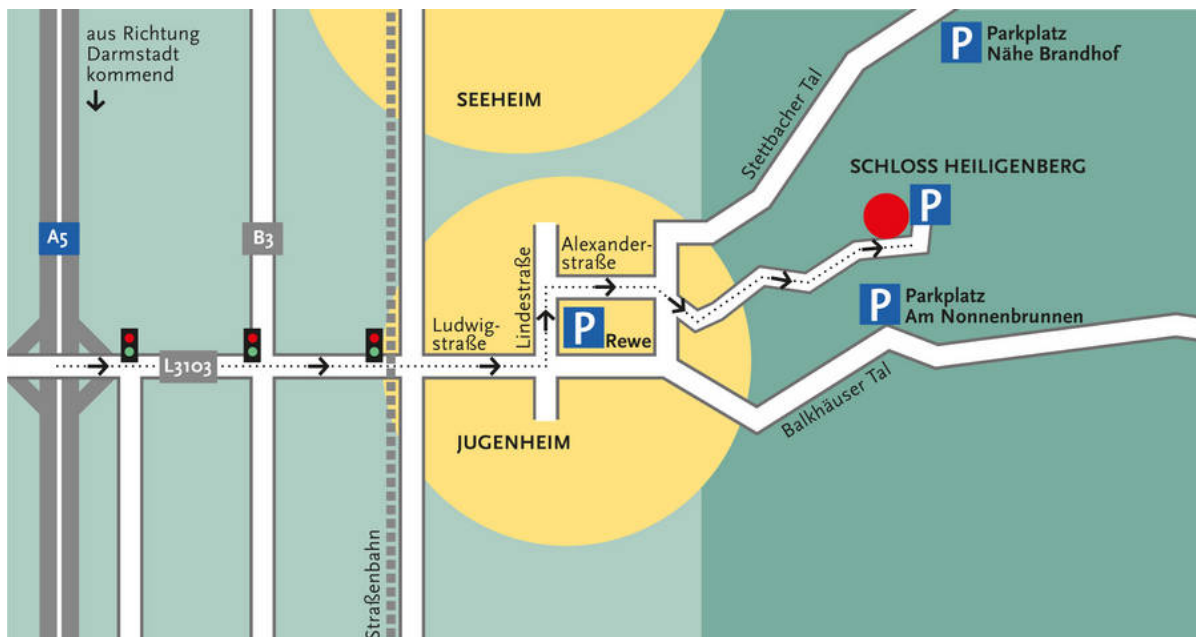 aus Richtung
Darmstadt
kommend
SEEHEIM
P
Parkplatz
Nähe Brandhof
Stettbacher Tal
SCHLOSS HEILIGENBERG
P
A5
B3
Alexander-
straße
Lindestraße
Ludwig-
straße
P
Rewe
P
Parkplatz
Am Nonnenbrunnen
L3103
Balkhäuser Tal
JUGENHEIM
Straßenbahn